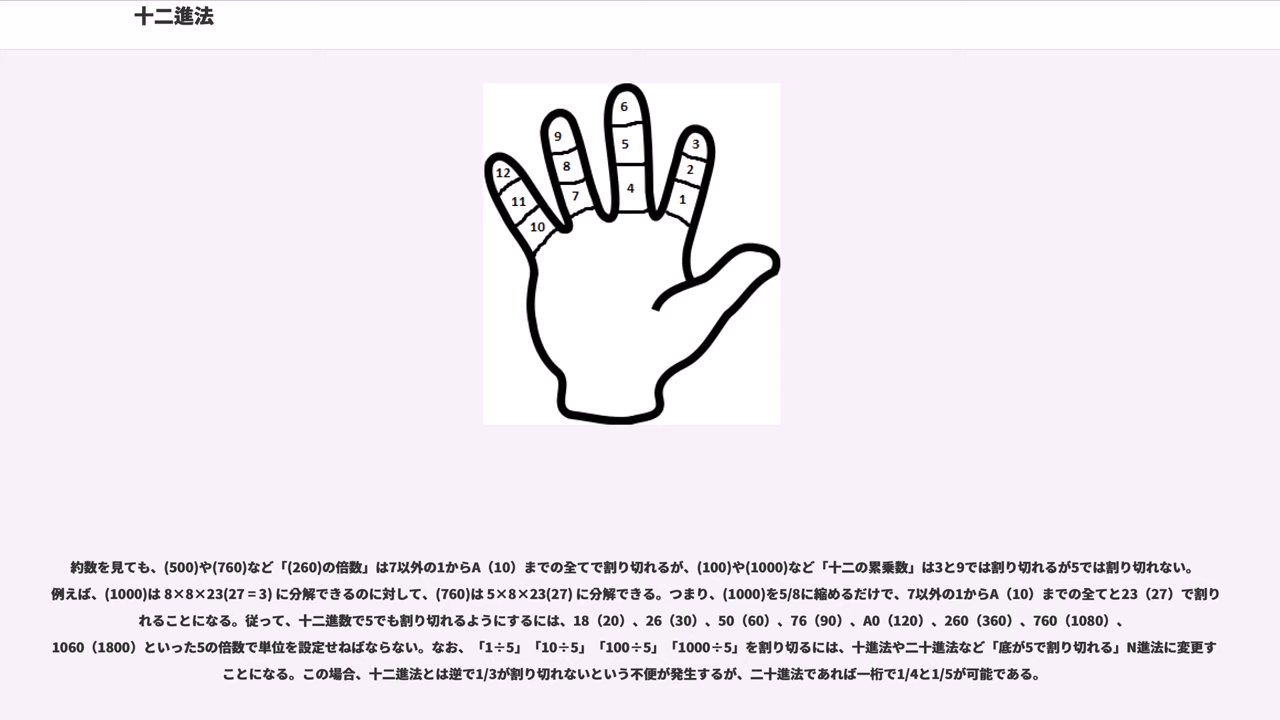 十二進法
6
9
5
3
8
2
12
4
7
11
1
10
約数を見ても、(500)や(760)など「(260)の倍数」は7以外の1からA（10）までの全てで割り切れるが、(100)や(1000)など「十二の累乗数」は3と9では割り切れるが5では割り切れない。
例えば、(1000)は 8×8×23(27 = 3) に分解できるのに対して、(760)は 5×8×23(27) に分解できる。つまり、(1000)を5/8に縮めるだけで、7以外の1からA（10）までの全てと23（27）で割り
れることになる。従って、十二進数で5でも割り切れるようにするには、18（20）、26（30）、50（60）、76（90）、A0（120）、260（360）、760（1080）、
1060（1800）といった5の倍数で単位を設定せねばならない。なお、「1÷5」「10÷5」「100÷5」「1000÷5」を割り切るには、十進法や二十進法など「底が5で割り切れる」N進法に変更す
ことになる。この場合、十二進法とは逆で1/3が割り切れないという不便が発生するが、二十進法であれば一桁で1/4と1/5が可能である。